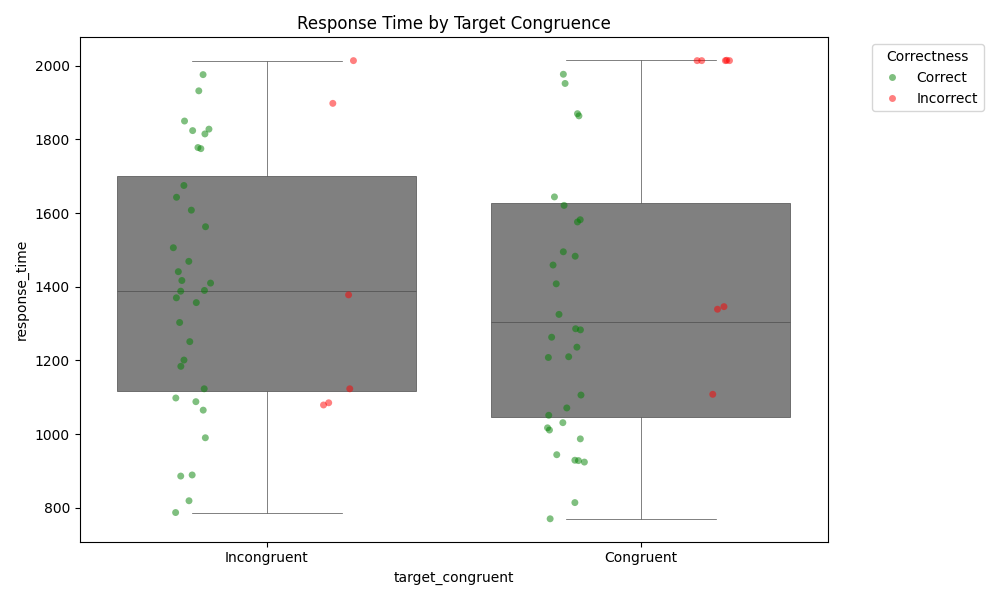 Response Time by Target Congruence
Correctness
Correct
Incorrect
response_time
2000
1800
1600
1400
1200
1000
800
Incongruent
Congruent
target_congruent